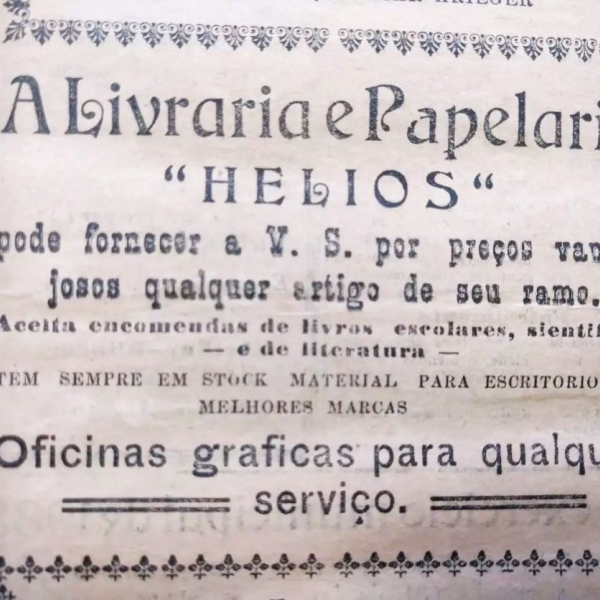 KRIEGER
A Livraria e Papelari
“HELIOS“
pode fornecer a V. S. por preços van
josos qualquer artigo de seu ramo.
Aceita encomendas de livros escolares, sientif
— e de literatura —
TEM SEMPRE EM STOCK MATERIAL PARA ESCRITORIO
MELHORES MARCAS
Oficinas graficas para qualqu
serviço.